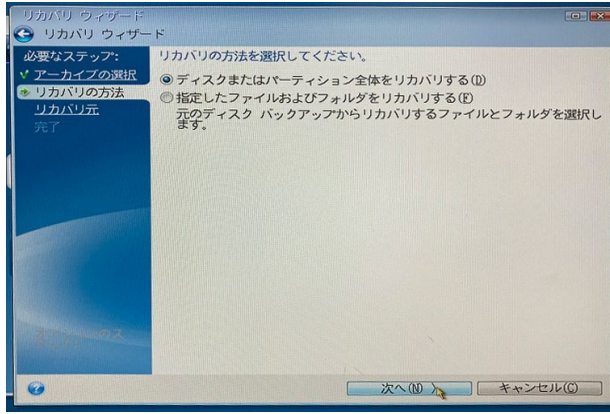 リカバリ ウィザード
リカバリ ウィザード
必要なステップ:
アーカイブの選択
リカバリの方法
リカバリ元
完了
リカバリの方法を選択してください。
ディスクまたはパーティション全体をリカバリする(D)
指定したファイルおよびフォルダをリカバリする(F)
元のディスク バックアップからリカバリするファイルとフォルダを選択し
ます。
次へ(N)
キャンセル(C)